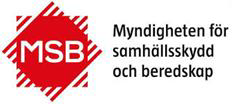 MSB
Myndigheten för
samhällsskydd
och beredskap